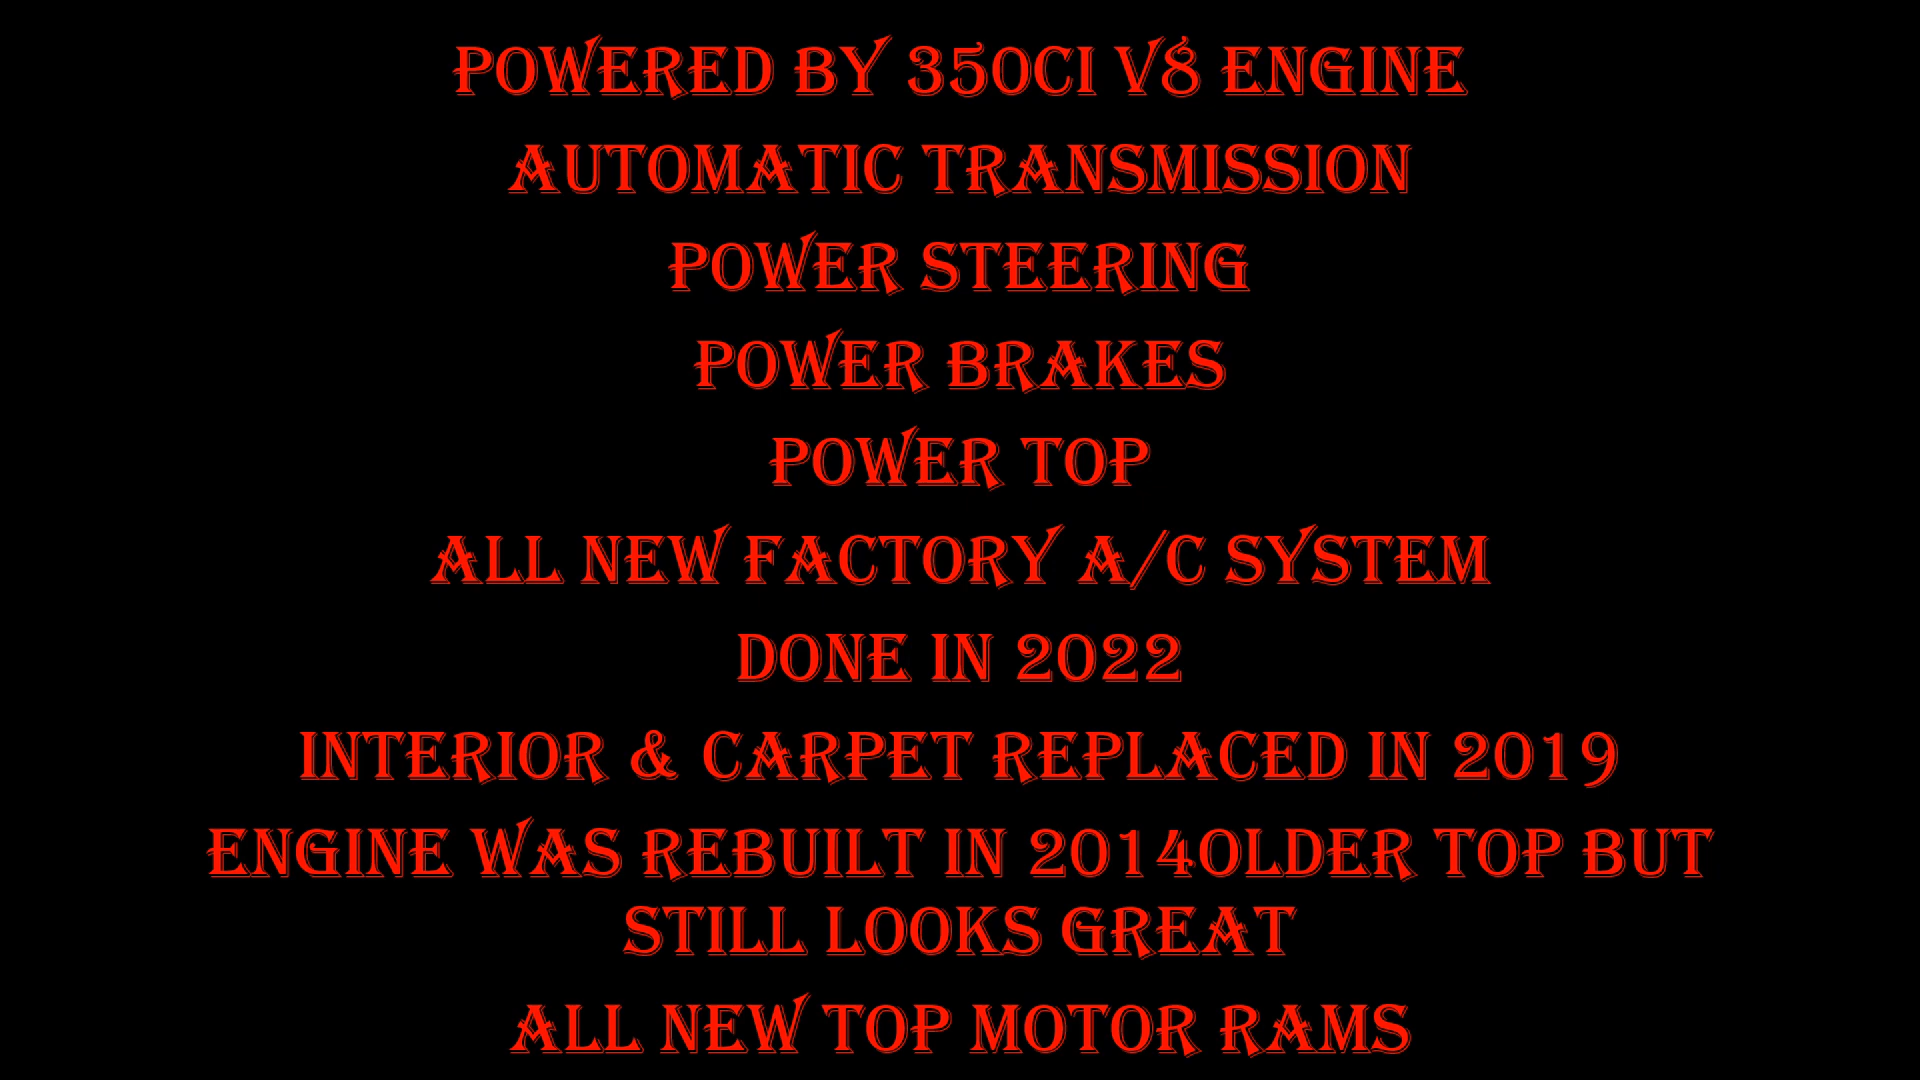 POWERED BY 350CI V8 ENGINE
AUTOMATIC TRANSMISSION
POWER STEERING
POWER BRAKES
POWER TOP
ALL NEW FACTORY A/C SYSTEM
DONE IN 2022
INTERIOR & CARPET REPLACED IN 2019
ENGINE WAS REBUILT IN 2014OLDER TOP BUT
STILL LOOKS GREAT
ALL NEW TOP MOTOR RAMS